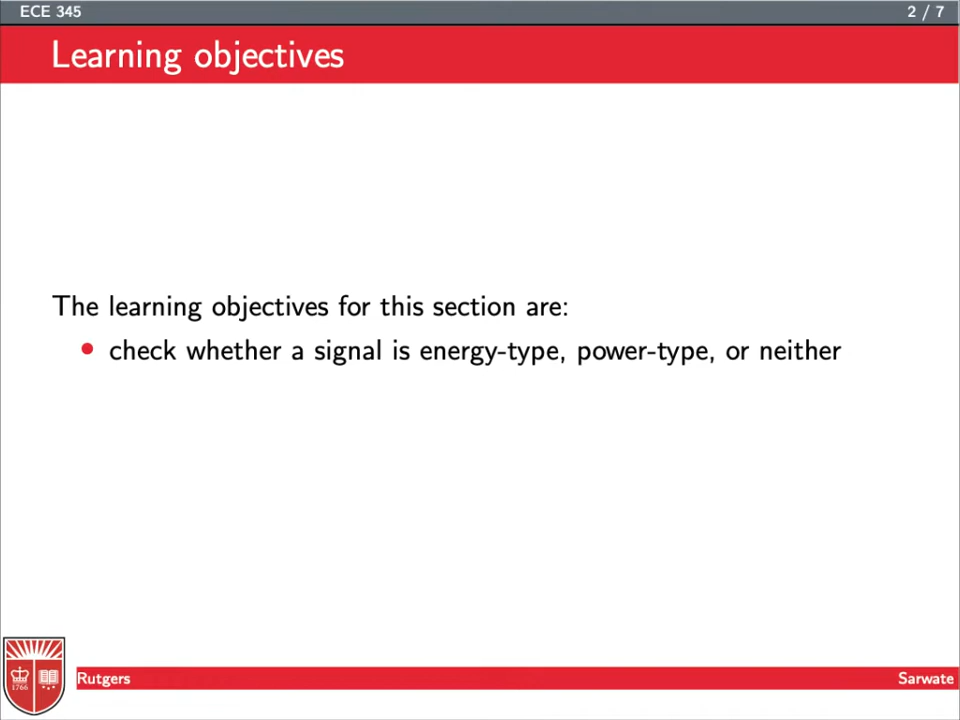 ECE 345
2 / 7
Learning objectives
The learning objectives for this section are:
• check whether a signal is energy-type, power-type, or neither
1766
Rutgers
Sarwate